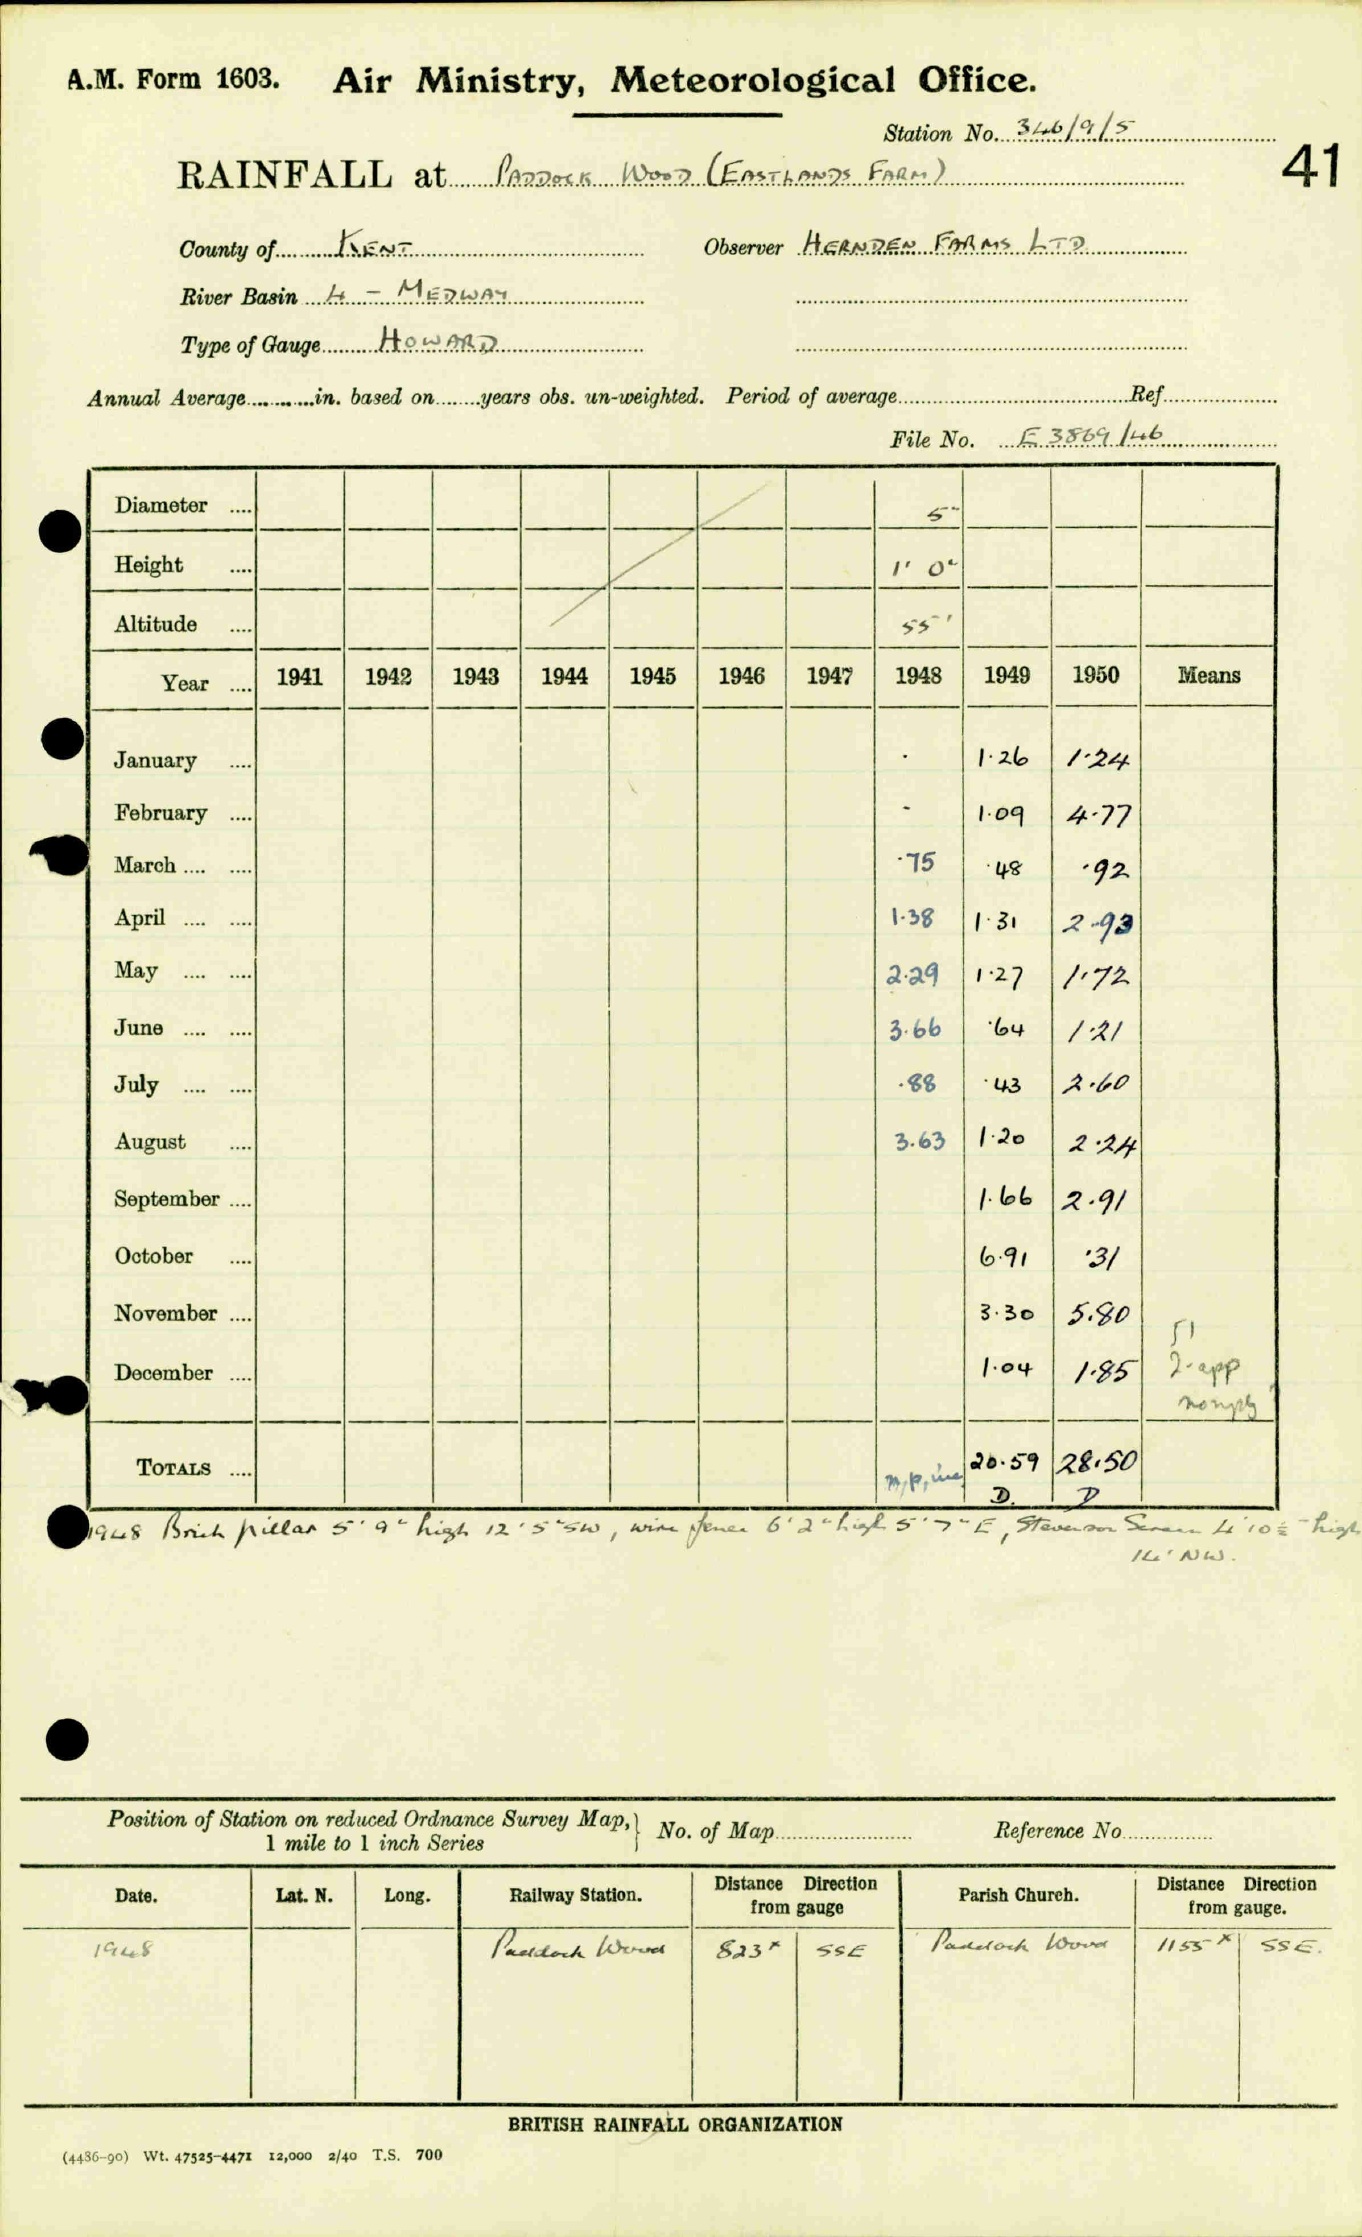 A.M. Form 1603. Air Ministry, Meteorological Office.
Station No. 346/9/5
41
RAINFALL at PADDOCK WOOD (EASTLANDS FARM)
County of KENT Observer HERNDEN FARMS LTD
River Basin 4 - MEDWAY
Type of Gauge HOWARD
Annual Average in. based on years obs. un-weighted. Period of average Ref
File No. E 3869/46
Diameter 5"
Height 1' 0"
Altitude 55'
Year 1941 1942 1943 1944 1945 1946 1947 1948 1949 1950 Means
January - 1.26 1.24
February - 1.09 4.77
March .75 .48 .92
April 1.38 1.31 2.93
May 2.29 1.27 1.72
June 3.66 .64 1.21
July .88 .43 2.60
August 3.63 1.20 2.24
September 1.66 2.91
October 6.91 .31
November 3.30 5.80
51
December 1.04 1.85 2-app
TOTALS 20.59 28.50
D. D
1948 Brick pillar 5' 9" high 12' 5" SW, wire fence 6' 2" high 5' 7" E, Stevenson Screen 4' 10½" high
14' NW.
Position of Station on reduced Ordnance Survey Map,} No. of Map Reference No
1 mile to 1 inch Series
Date. Lat. N. Long. Railway Station. Distance from gauge Direction Parish Church. Distance from gauge. Direction
1948 Paddock Wood 823x SSE Paddock Wood 1155x SSE.
BRITISH RAINFALL ORGANIZATION
(4486-90) Wt. 47525-4471 12,000 2/40 T.S. 700